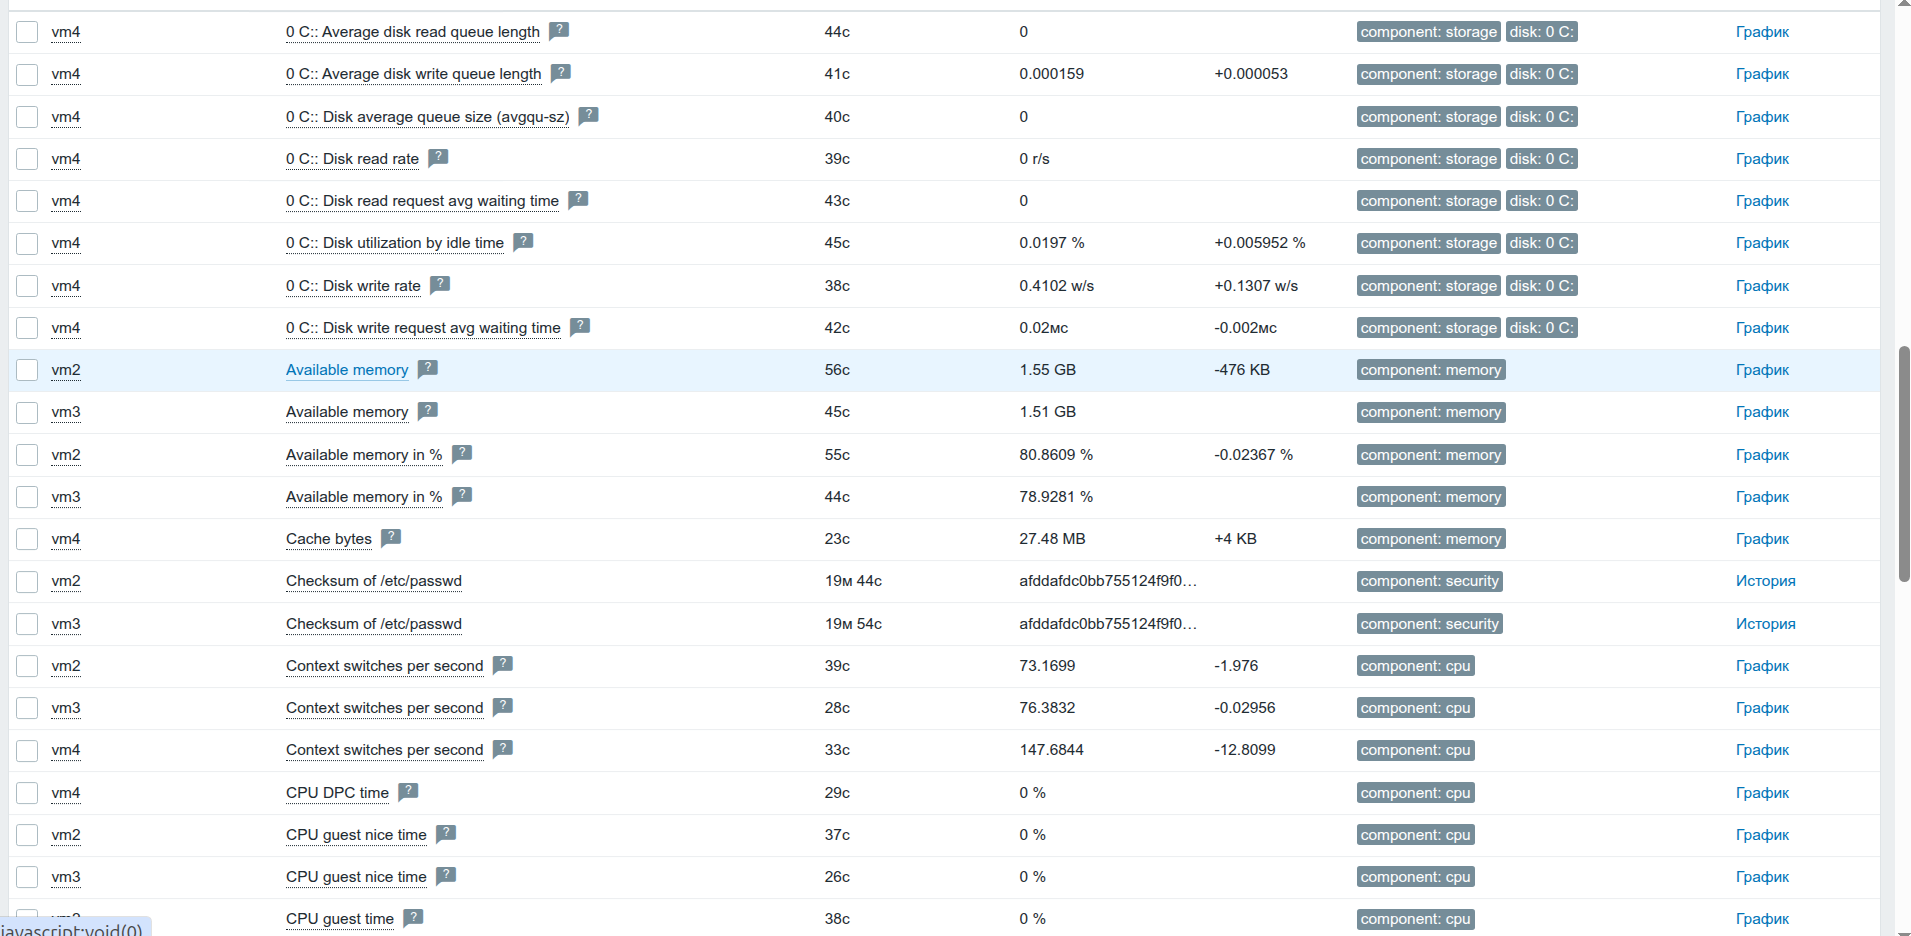 vm4 0 C:: Average disk read queue length ? 44с 0 component: storage disk: 0 C: График
vm4 0 C:: Average disk write queue length ? 41с 0.000159 +0.000053 component: storage disk: 0 C: График
vm4 0 C:: Disk average queue size (avgqu-sz) ? 40с 0 component: storage disk: 0 C: График
vm4 0 C:: Disk read rate ? 39с 0 r/s component: storage disk: 0 C: График
vm4 0 C:: Disk read request avg waiting time ? 43с 0 component: storage disk: 0 C: График
vm4 0 C:: Disk utilization by idle time ? 45с 0.0197 % +0.005952 % component: storage disk: 0 C: График
vm4 0 C:: Disk write rate ? 38с 0.4102 w/s +0.1307 w/s component: storage disk: 0 C: График
vm4 0 C:: Disk write request avg waiting time ? 42с 0.02мс -0.002мс component: storage disk: 0 C: График
vm2 Available memory ? 56с 1.55 GB -476 KB component: memory График
vm3 Available memory ? 45с 1.51 GB component: memory График
vm2 Available memory in % ? 55с 80.8609 % -0.02367 % component: memory График
vm3 Available memory in % ? 44с 78.9281 % component: memory График
vm4 Cache bytes ? 23с 27.48 MB +4 KB component: memory График
vm2 Checksum of /etc/passwd 19м 44с afddafdc0bb755124f9f0… component: security История
vm3 Checksum of /etc/passwd 19м 54с afddafdc0bb755124f9f0… component: security История
vm2 Context switches per second ? 39с 73.1699 -1.976 component: cpu График
vm3 Context switches per second ? 28с 76.3832 -0.02956 component: cpu График
vm4 Context switches per second ? 33с 147.6844 -12.8099 component: cpu График
vm4 CPU DPC time ? 29с 0 % component: cpu График
vm2 CPU guest nice time ? 37с 0 % component: cpu График
vm3 CPU guest nice time ? 26с 0 % component: cpu График
CPU guest time ? 38с 0 % component: cpu График
javascript:void(0)